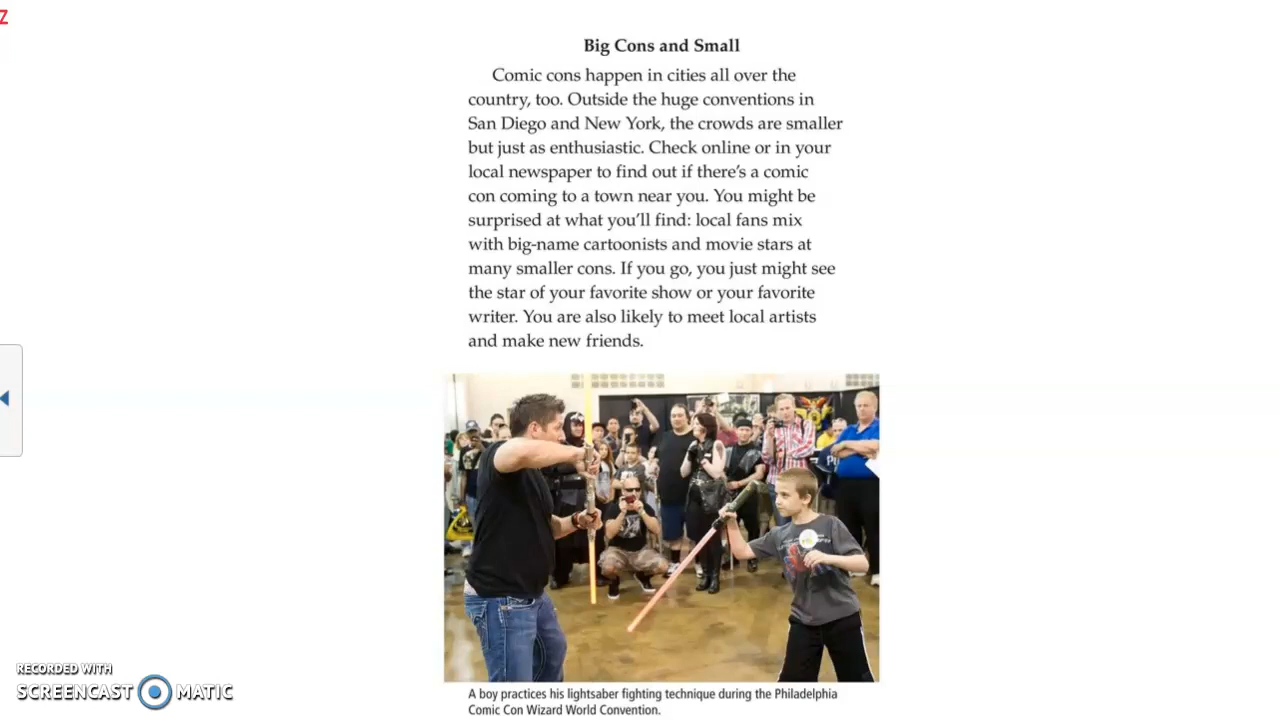 Z
Big Cons and Small
Comic cons happen in cities all over the
country, too. Outside the huge conventions in
San Diego and New York, the crowds are smaller
but just as enthusiastic. Check online or in your
local newspaper to find out if there’s a comic
con coming to a town near you. You might be
surprised at what you’ll find: local fans mix
with big-name cartoonists and movie stars at
many smaller cons. If you go, you just might see
the star of your favorite show or your favorite
writer. You are also likely to meet local artists
and make new friends.
A boy practices his lightsaber fighting technique during the Philadelphia
Comic Con Wizard World Convention.
RECORDED WITH
SCREENCAST MATIC